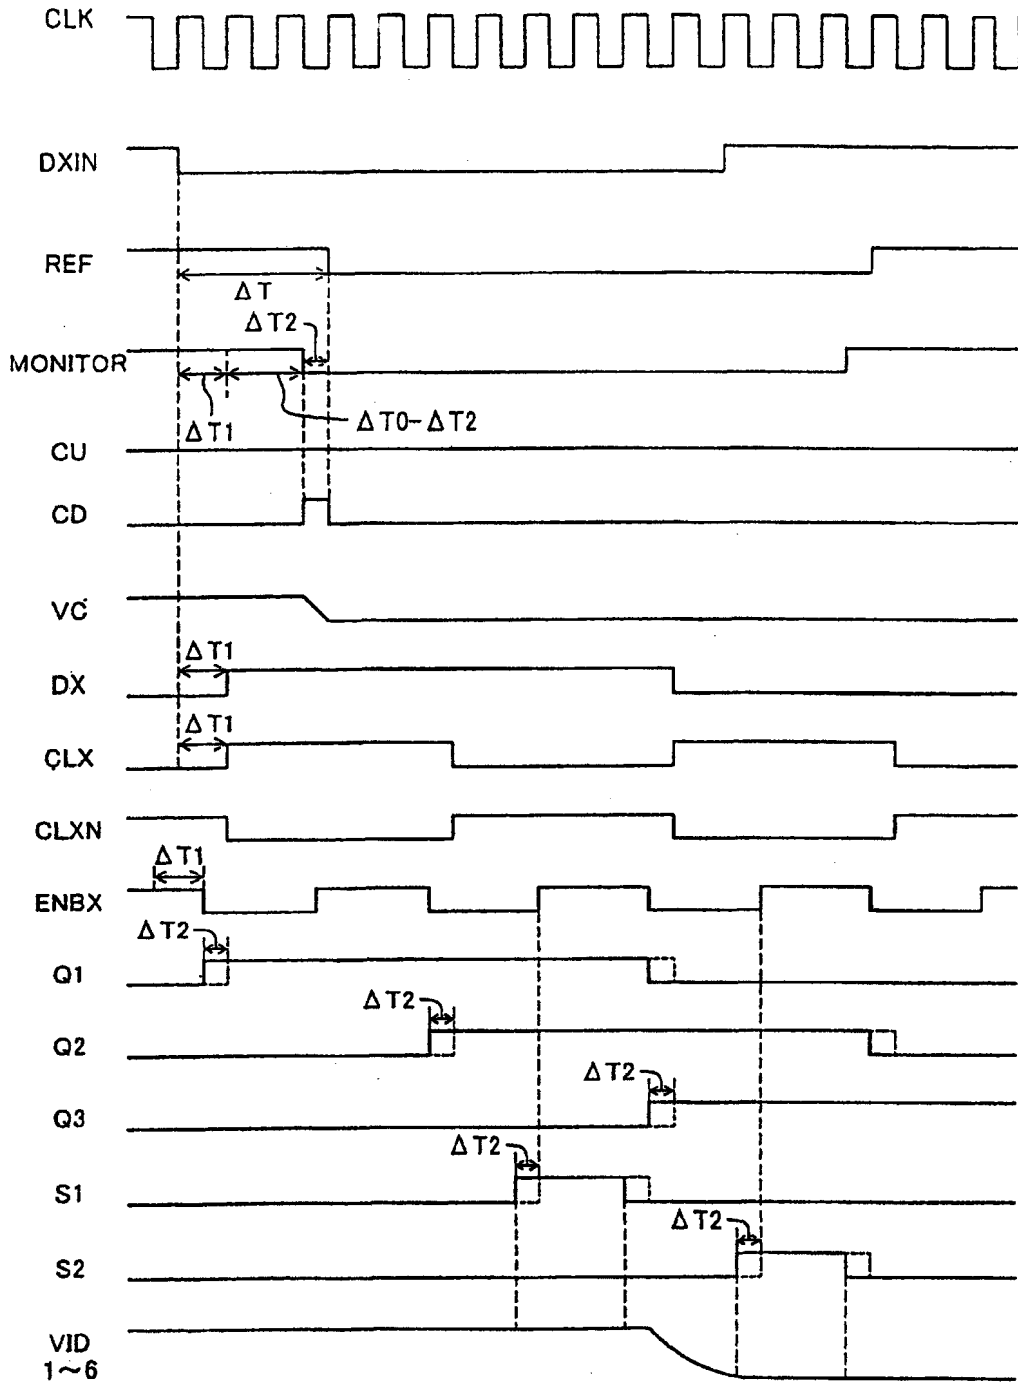 CLK
DXIN
REF
ΔT
ΔT2
MONITOR
ΔT1
ΔT0-ΔT2
CU
CD
VC
ΔT1
DX
ΔT1
CLX
CLXN
ΔT1
ENBX
ΔT2
Q1
ΔT2
Q2
ΔT2
Q3
ΔT2
S1
ΔT2
S2
VID
1~6